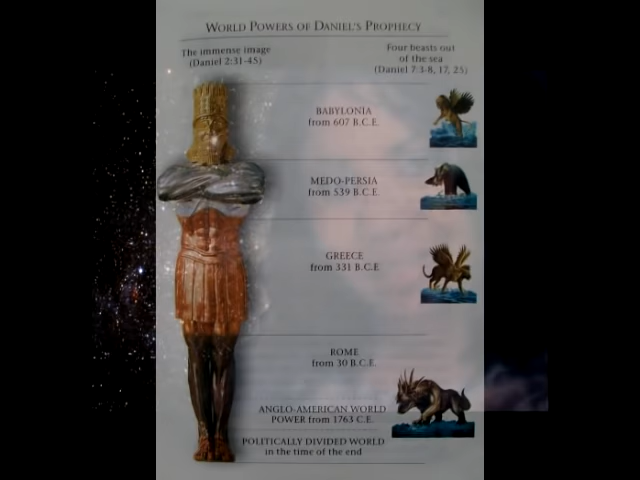 WORLD POWERS OF DANIEL'S PROPHECY
The immense image
(Daniel 2:31-45)
Four beasts out
of the sea
(Daniel 7:3-8, 17, 25)
BABYLONIA
from 607 B.C.E.
MEDO-PERSIA
from 539 B.C.E.
GREECE
from 331 B.C.E
ROME
from 30 B.C.E.
ANGLO-AMERICAN WORLD
POWER from 1763 C.E.
POLITICALLY DIVIDED WORLD
in the time of the end